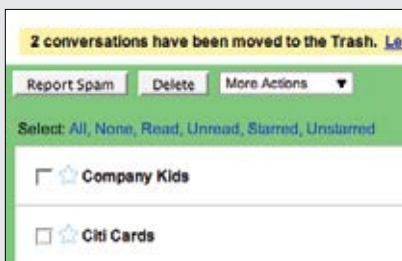 2 conversations have been moved to the Trash. Le
Report Spam Delete More Actions
Select: All, None, Read, Unread, Starred, Unstarred
Company Kids
Citi Cards